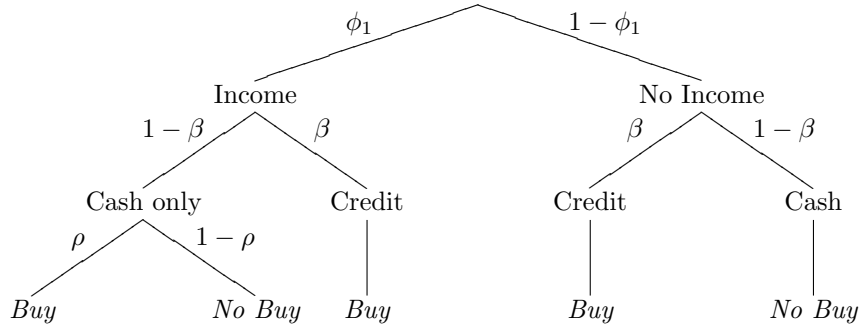 ϕ₁ 1 − ϕ₁
Income No Income
1 − β β β 1 − β
Cash only Credit Credit Cash
ρ 1 − ρ
Buy No Buy Buy Buy No Buy